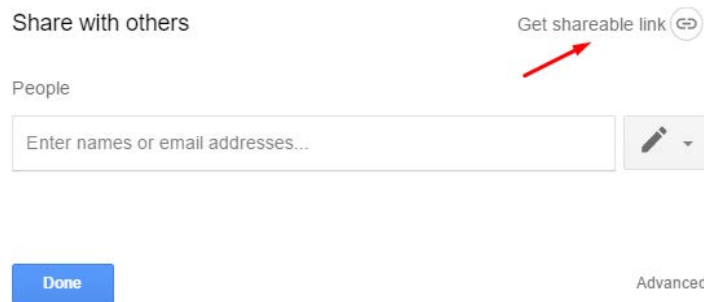 Share with others
Get shareable link
People
Enter names or email addresses...
Done
Advanced